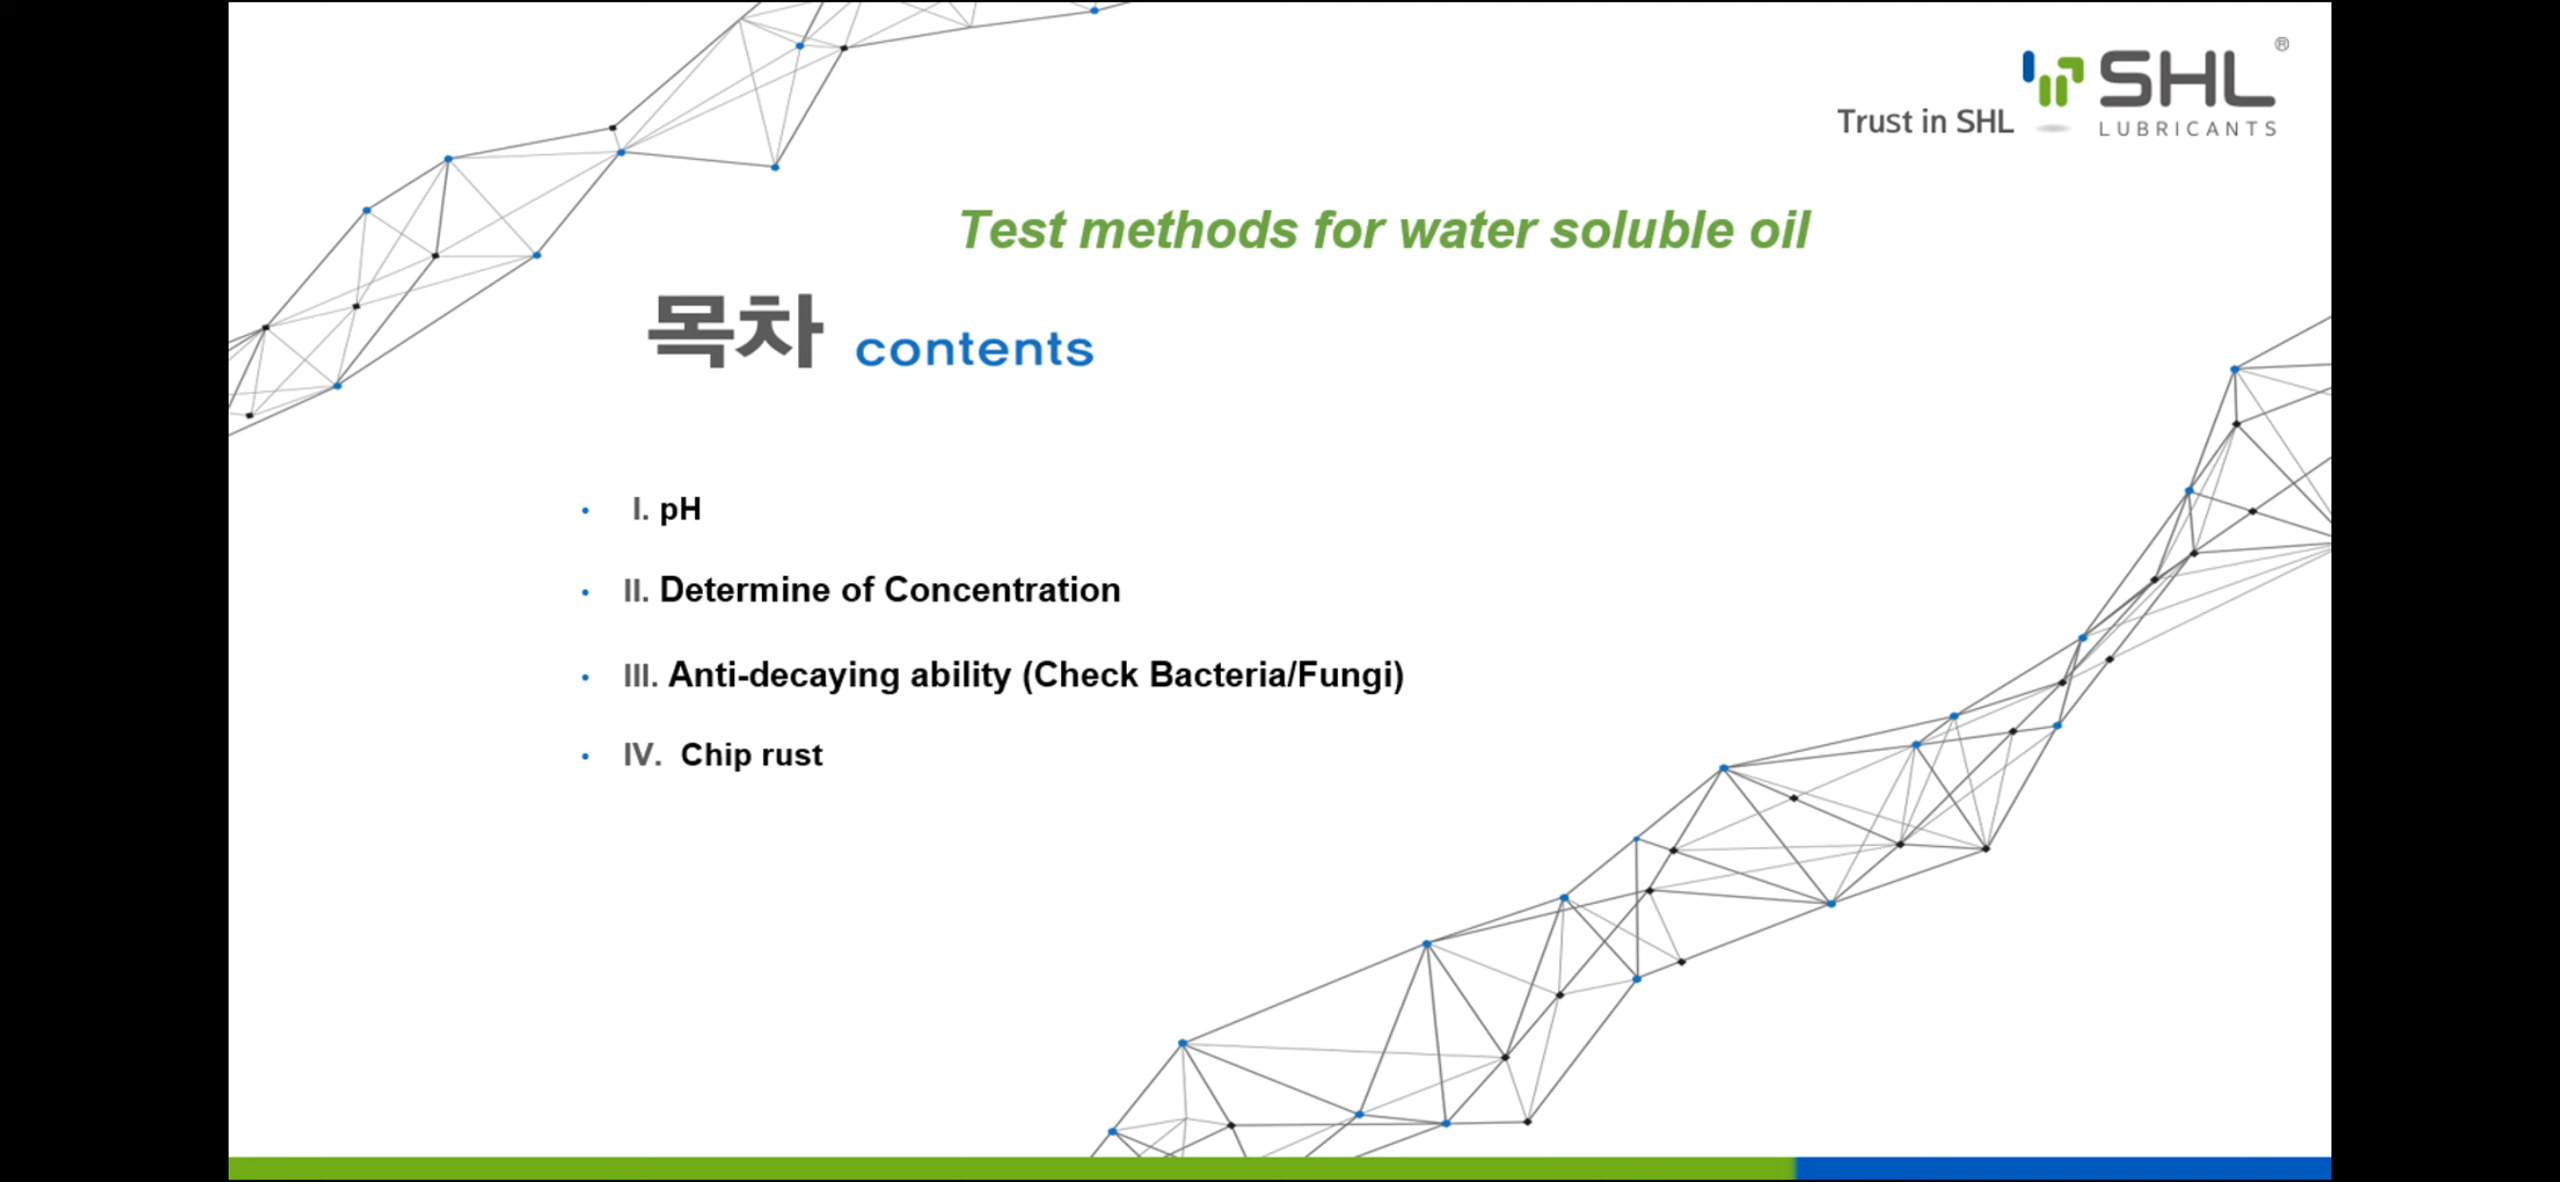 SHL®
Trust in SHL
LUBRICANTS
Test methods for water soluble oil
목차 contents
• I. pH
• II. Determine of Concentration
• III. Anti-decaying ability (Check Bacteria/Fungi)
• IV. Chip rust